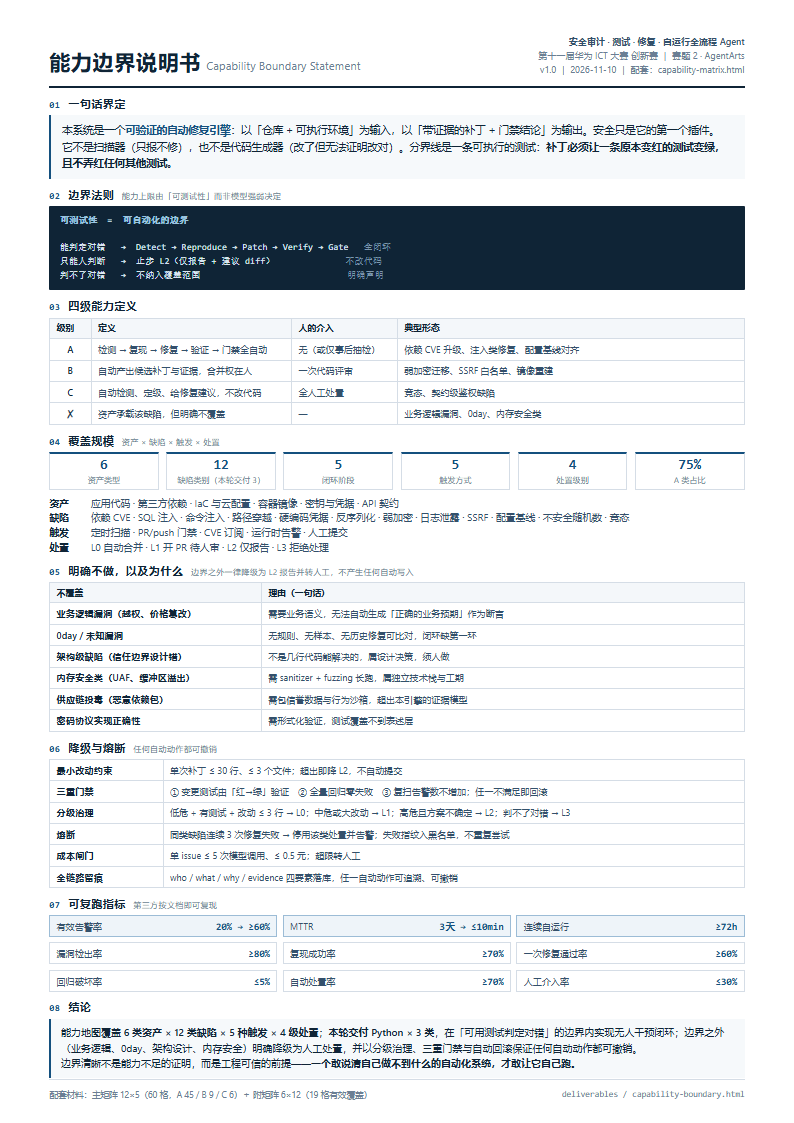 能力边界说明书 Capability Boundary Statement
安全审计 · 测试 · 修复 · 自运行全流程 Agent
第十一届华为 ICT 大赛 创新赛 | 赛题 2 · AgentArts
v1.0 | 2026-11-10 | 配套：capability-matrix.html
01 一句话界定
本系统是一个可验证的自动修复引擎：以「仓库 + 可执行环境」为输入，以「带证据的补丁 + 门禁结论」为输出。安全只是它的第一个插件。
它不是扫描器（只报不修），也不是代码生成器（改了但无法证明改对）。分界线是一条可执行的测试：补丁必须让一条原本变红的测试变绿，
且不弄红任何其他测试。
02 边界法则 能力上限由「可测试性」而非模型强弱决定
可测试性 = 可自动化的边界
能判定对错 → Detect → Reproduce → Patch → Verify → Gate 全闭环
只能人判断 → 止步 L2（仅报告 + 建议 diff） 不改代码
判不了对错 → 不纳入覆盖范围 明确声明
03 四级能力定义
级别 定义 人的介入 典型形态
A 检测 → 复现 → 修复 → 验证 → 门禁全自动 无（或仅事后抽检） 依赖 CVE 升级、注入类修复、配置基线对齐
B 自动产出候选补丁与证据，合并权在人 一次代码评审 弱加密迁移、SSRF 白名单、镜像重建
C 自动检测、定级、给修复建议，不改代码 全人工处置 竞态、契约级鉴权缺陷
✗ 资产承载该缺陷，但明确不覆盖 — 业务逻辑漏洞、0day、内存安全类
04 覆盖规模 资产 × 缺陷 × 触发 × 处置
6 12 5 5 4 75%
资产类型 缺陷类别（本轮交付 3） 闭环阶段 触发方式 处置级别 A 类占比
资产 应用代码 · 第三方依赖 · IaC 与云配置 · 容器镜像 · 密钥与凭据 · API 契约
缺陷 依赖 CVE · SQL 注入 · 命令注入 · 路径穿越 · 硬编码凭据 · 反序列化 · 弱加密 · 日志泄露 · SSRF · 配置基线 · 不安全随机数 · 竞态
触发 定时扫描 · PR/push 门禁 · CVE 订阅 · 运行时告警 · 人工提交
处置 L0 自动合并 · L1 开 PR 待人审 · L2 仅报告 · L3 拒绝处理
05 明确不做，以及为什么 边界之外一律降级为 L2 报告并转人工，不产生任何自动写入
不覆盖 理由（一句话）
业务逻辑漏洞（越权、价格篡改） 需要业务语义，无法自动生成「正确的业务预期」作为断言
0day / 未知漏洞 无规则、无样本、无历史修复可比对，闭环缺第一环
架构级缺陷（信任边界设计错） 不是几行代码能解决的，属设计决策，须人做
内存安全类（UAF、缓冲区溢出） 需 sanitizer + fuzzing 长跑，属独立技术栈与工期
供应链投毒（恶意依赖包） 需包信誉数据与行为沙箱，超出本引擎的证据模型
密码协议实现正确性 需形式化验证，测试覆盖不到表述层
06 降级与熔断 任何自动动作都可撤销
最小改动约束 单次补丁 ≤ 30 行、≤ 3 个文件；超出即降 L2，不自动提交
三重门禁 ① 变更测试由「红→绿」验证 ② 全量回归零失败 ③ 复扫告警数不增加；任一不满足即回滚
分级治理 低危 + 有测试 + 改动 ≤ 3 行 → L0；中危或大改动 → L1；高危且方案不确定 → L2；判不了对错 → L3
熔断 同类缺陷连续 3 次修复失败 → 停用该类处置并告警；失败指纹入黑名单，不重复尝试
成本闸门 单 issue ≤ 5 次模型调用、≤ 0.5 元；超限转人工
全链路留痕 who / what / why / evidence 四要素落库，任一自动动作可追溯、可撤销
07 可复跑指标 第三方按文档即可复现
有效告警率 20% → ≥60% MTTR 3天 → ≤10min 连续自运行 ≥72h
漏洞检出率 ≥80% 复现成功率 ≥70% 一次修复通过率 ≥60%
回归破坏率 ≤5% 自动处置率 ≥70% 人工介入率 ≤30%
08 结论
能力地图覆盖 6 类资产 × 12 类缺陷 × 5 种触发 × 4 级处置；本轮交付 Python × 3 类，在「可用测试判定对错」的边界内实现无人干预闭环；边界之外
（业务逻辑、0day、架构设计、内存安全）明确降级为人工处置，并以分级治理、三重门禁与自动回滚保证任何自动动作都可撤销。
边界清晰不是能力不足的证明，而是工程可信的前提——一个敢说清自己做不到什么的自动化系统，才敢让它自己跑。
配套材料：主矩阵 12×5（60 格，A 45 / B 9 / C 6）+ 附矩阵 6×12（19 格有效覆盖）
deliverables / capability-boundary.html